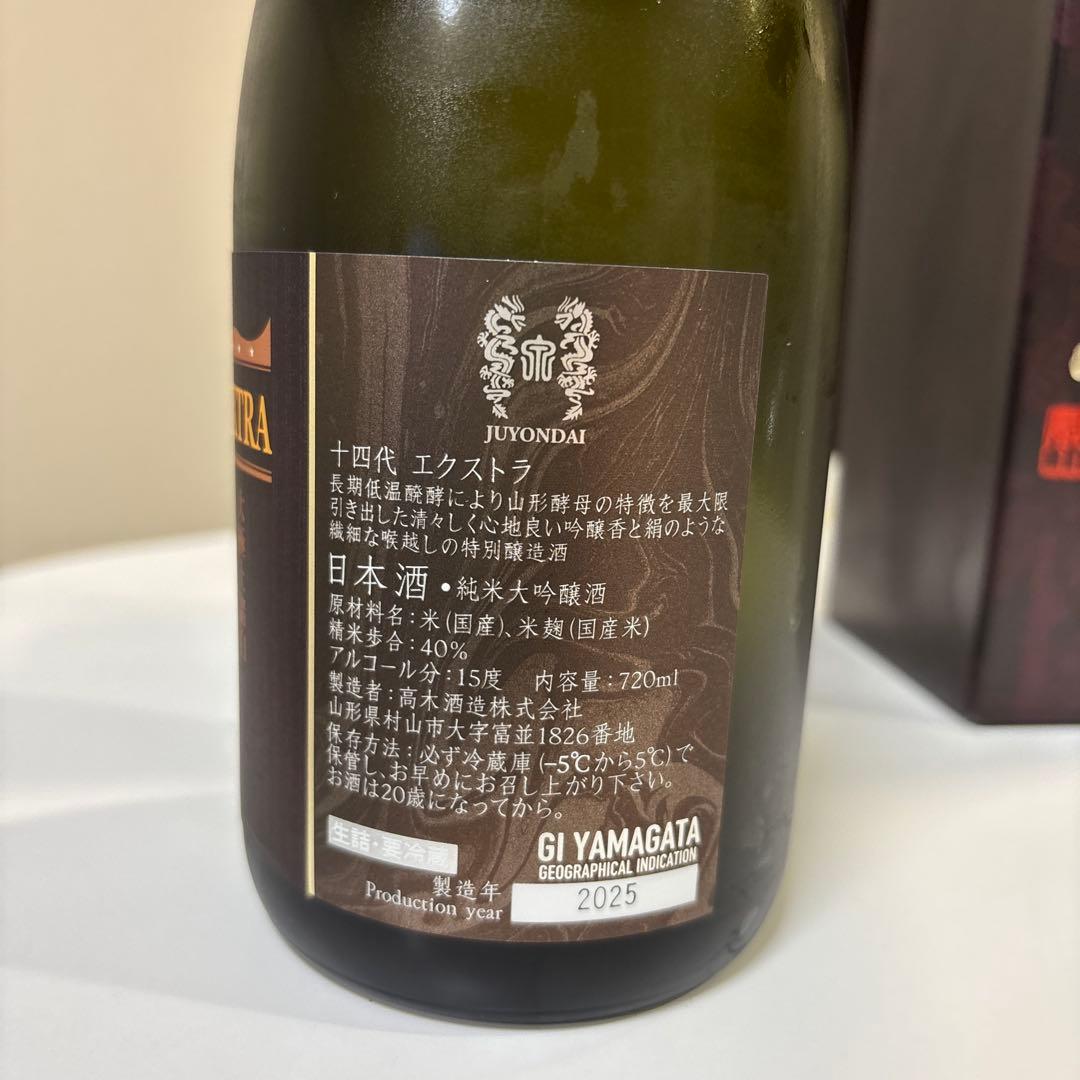 JUYONDAI
十四代 エクストラ
長期低温醗酵により山形酵母の特徴を最大限
引き出した清々しく心地良い吟醸香と絹のような
繊細な喉越しの特別醸造酒
日本酒・純米大吟醸酒
原材料名:米(国産)、米麹(国産米)
精米歩合:40%
アルコール分:15度 内容量:720ml
製造者:高木酒造株式会社
山形県村山市大字富並1826番地
保存方法:必ず冷蔵庫(-5℃から5℃)で
保管し、お早めにお召し上がり下さい。
お酒は20歳になってから。
生詰・要冷蔵
GI YAMAGATA
GEOGRAPHICAL INDICATION
製造年
Production year
2025
TRA